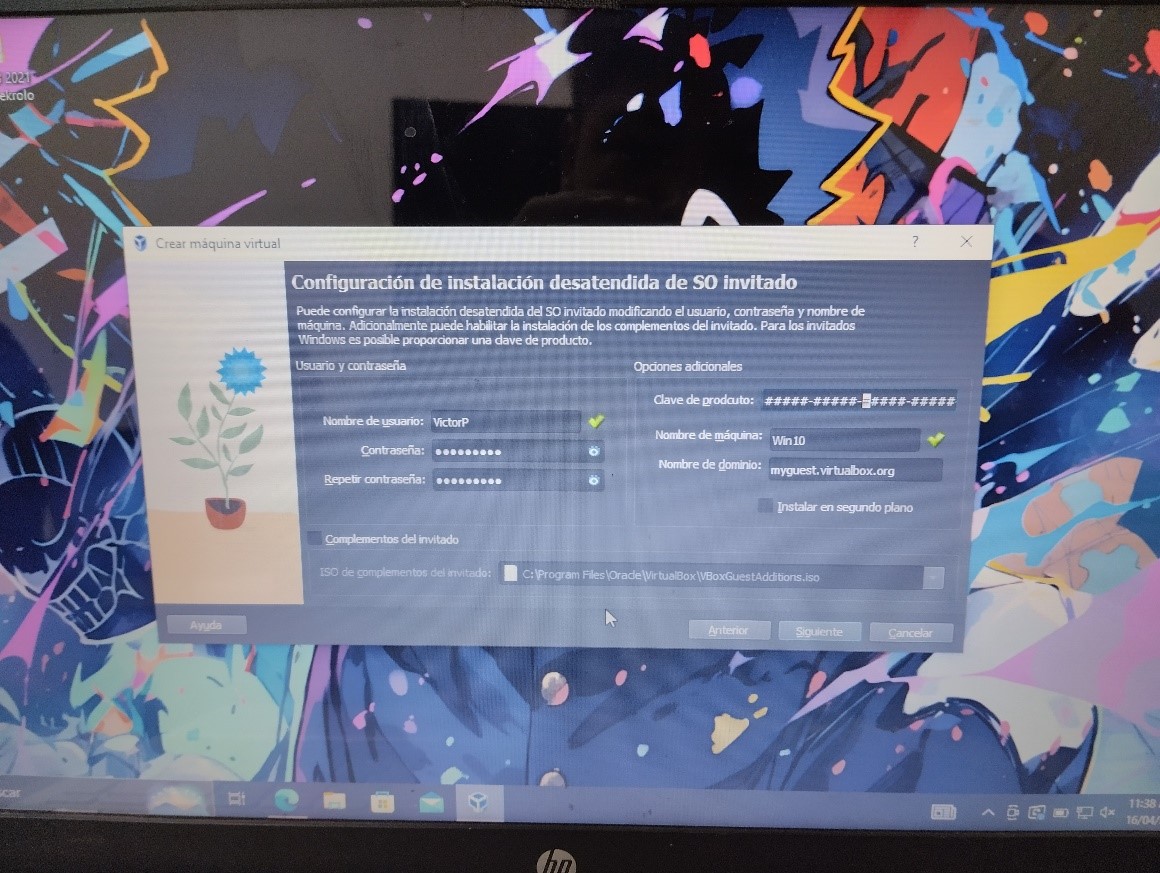 2021
Crear máquina virtual
?
Configuración de instalación desatendida de SO invitado
Puede configurar la instalación desatendida del SO invitado modificando el usuario, contraseña y nombre de
máquina. Adicionalmente puede habilitar la instalación de los complementos del invitado. Para los invitados
Windows es posible proporcionar una clave de producto.
Usuario y contraseña
Nombre de usuario: VictorP
Contraseña: ●●●●●●●●●
Repetir contraseña: ●●●●●●●●●
Opciones adicionales
Clave de prodcuto: #####-#####-#####-#####
Nombre de máquina: Win10
Nombre de dominio: myguest.virtualbox.org
Instalar en segundo plano
Complementos del invitado
ISO de complementos del invitado: C:\Program Files\Oracle\VirtualBox\VBoxGuestAdditions.iso
Ayuda
Anterior
Siguiente
Cancelar
11:38
16/04/
hp